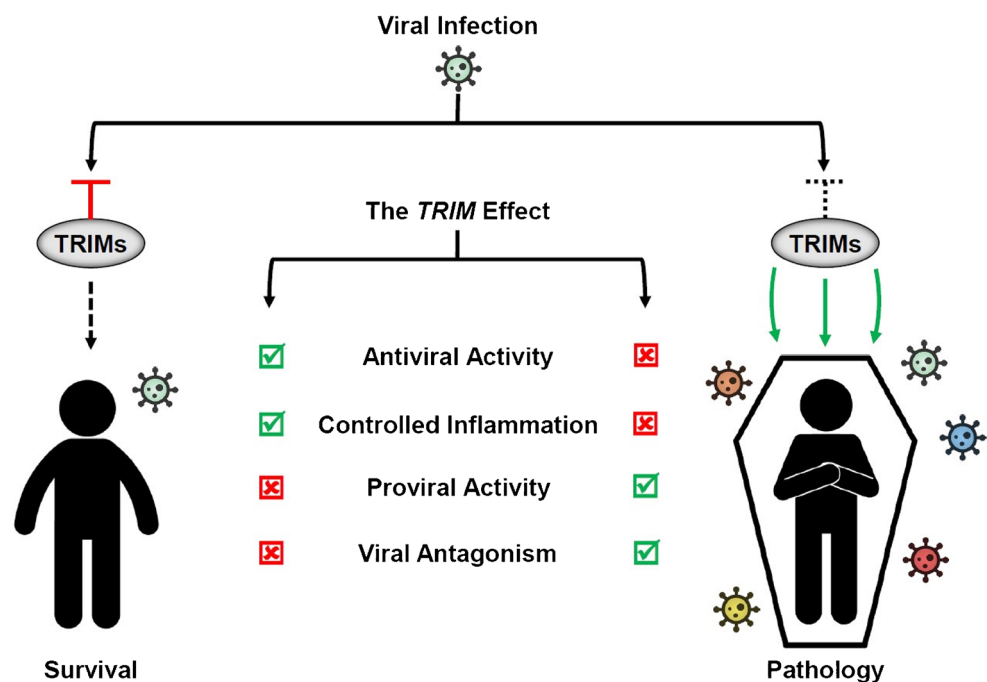 Viral Infection
The TRIM Effect
TRIMs
TRIMs
Antiviral Activity
Controlled Inflammation
Proviral Activity
Viral Antagonism
Survival
Pathology